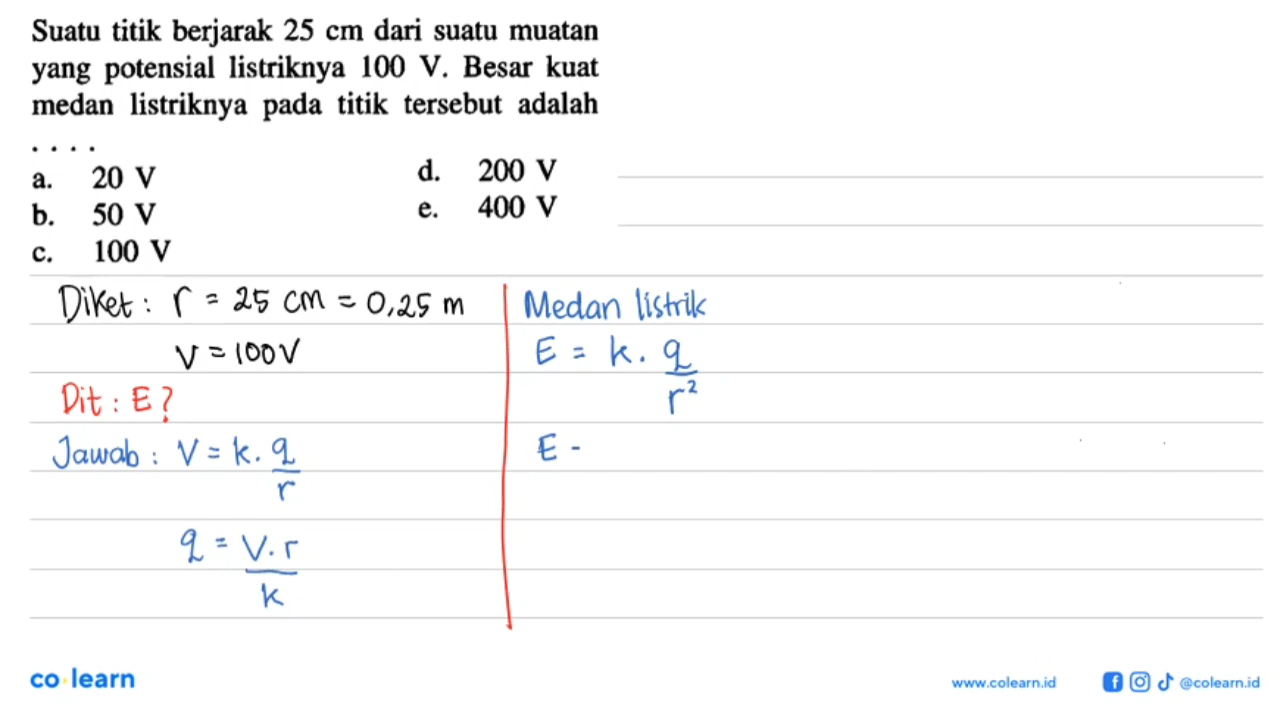 Suatu titik berjarak 25 cm dari suatu muatan
yang potensial listriknya 100 V. Besar kuat
medan listriknya pada titik tersebut adalah
. . . .
a. 20 V
b. 50 V
c. 100 V
d. 200 V
e. 400 V
Diket : r = 25 cm = 0,25 m
V = 100V
Dit : E ?
Jawab : V = k . q
r
q = V . r
k
Medan listrik
E = k . q
r²
E -
co learn
www.colearn.id
@colearn.id